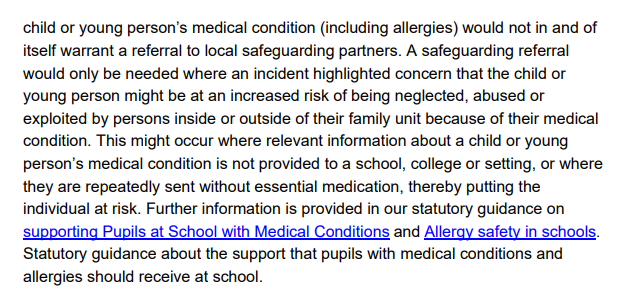 child or young person’s medical condition (including allergies) would not in and of
itself warrant a referral to local safeguarding partners. A safeguarding referral
would only be needed where an incident highlighted concern that the child or
young person might be at an increased risk of being neglected, abused or
exploited by persons inside or outside of their family unit because of their medical
condition. This might occur where relevant information about a child or young
person’s medical condition is not provided to a school, college or setting, or where
they are repeatedly sent without essential medication, thereby putting the
individual at risk. Further information is provided in our statutory guidance on
supporting Pupils at School with Medical Conditions and Allergy safety in schools.
Statutory guidance about the support that pupils with medical conditions and
allergies should receive at school.